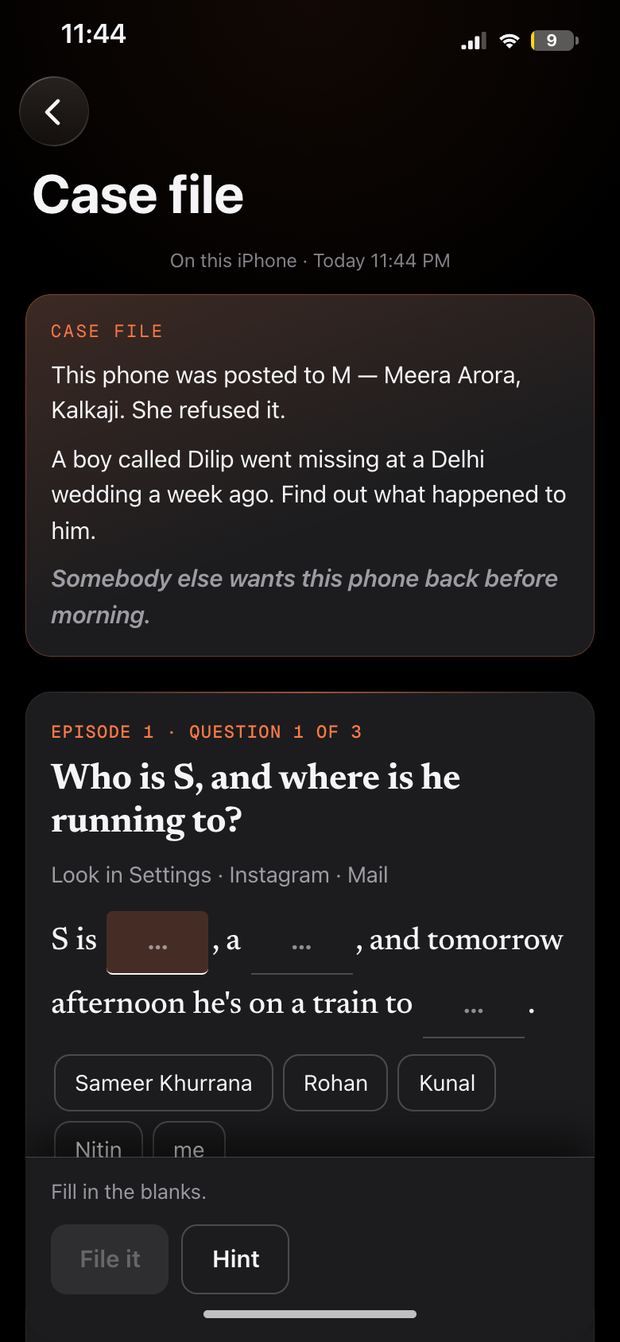 11:44
9
Case file
On this iPhone · Today 11:44 PM
CASE FILE
This phone was posted to M — Meera Arora,
Kalkaji. She refused it.
A boy called Dilip went missing at a Delhi
wedding a week ago. Find out what happened to
him.
Somebody else wants this phone back before
morning.
EPISODE 1 · QUESTION 1 OF 3
Who is S, and where is he
running to?
Look in Settings · Instagram · Mail
S is ... , a ... , and tomorrow
afternoon he's on a train to ... .
Sameer Khurrana Rohan Kunal
Nitin me
Fill in the blanks.
File it Hint